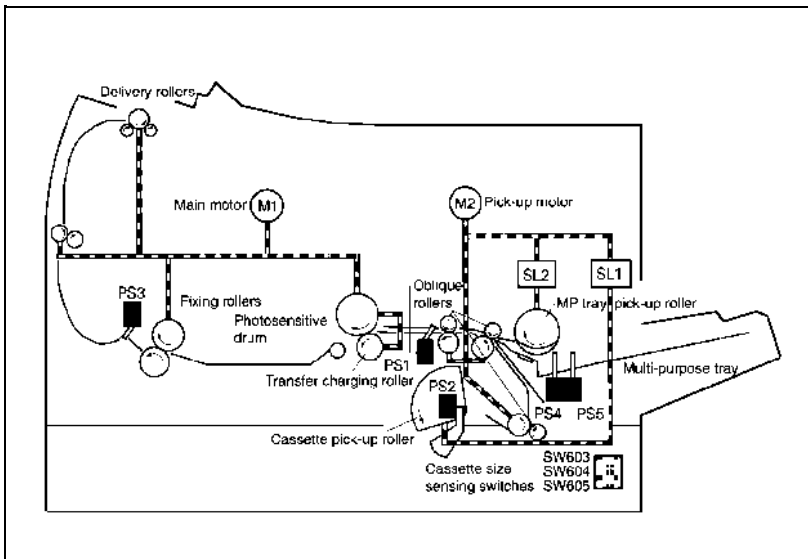 Delivery rollers
Main motor
M1
M2
Pick-up motor
SL2
SL1
Oblique
rollers
PS3
Fixing rollers
MP tray pick-up roller
Photosensitive
drum
PS1
Transfer charging roller
Multi-purpose tray
PS2
PS4
PS5
Cassette pick-up roller
Cassette size
sensing switches
SW603
SW604
SW605